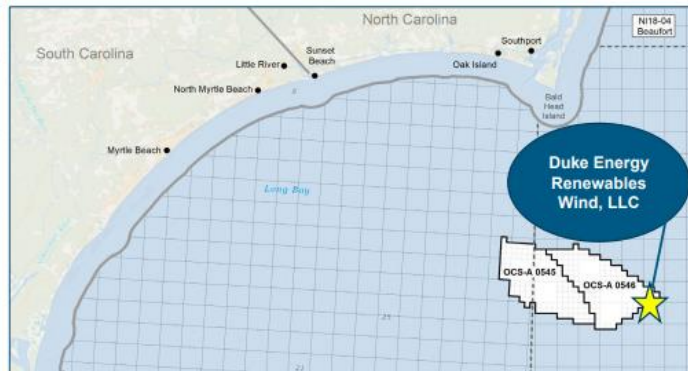 North Carolina
NI18-04
Beaufort
South Carolina
Southport
Sunset
Beach
Little River
Oak Island
North Myrtle Beach
Bald
Head
Island
Myrtle Beach
Duke Energy
Renewables
Wind, LLC
Long Bay
OCS-A 0545
OCS-A 0546
25